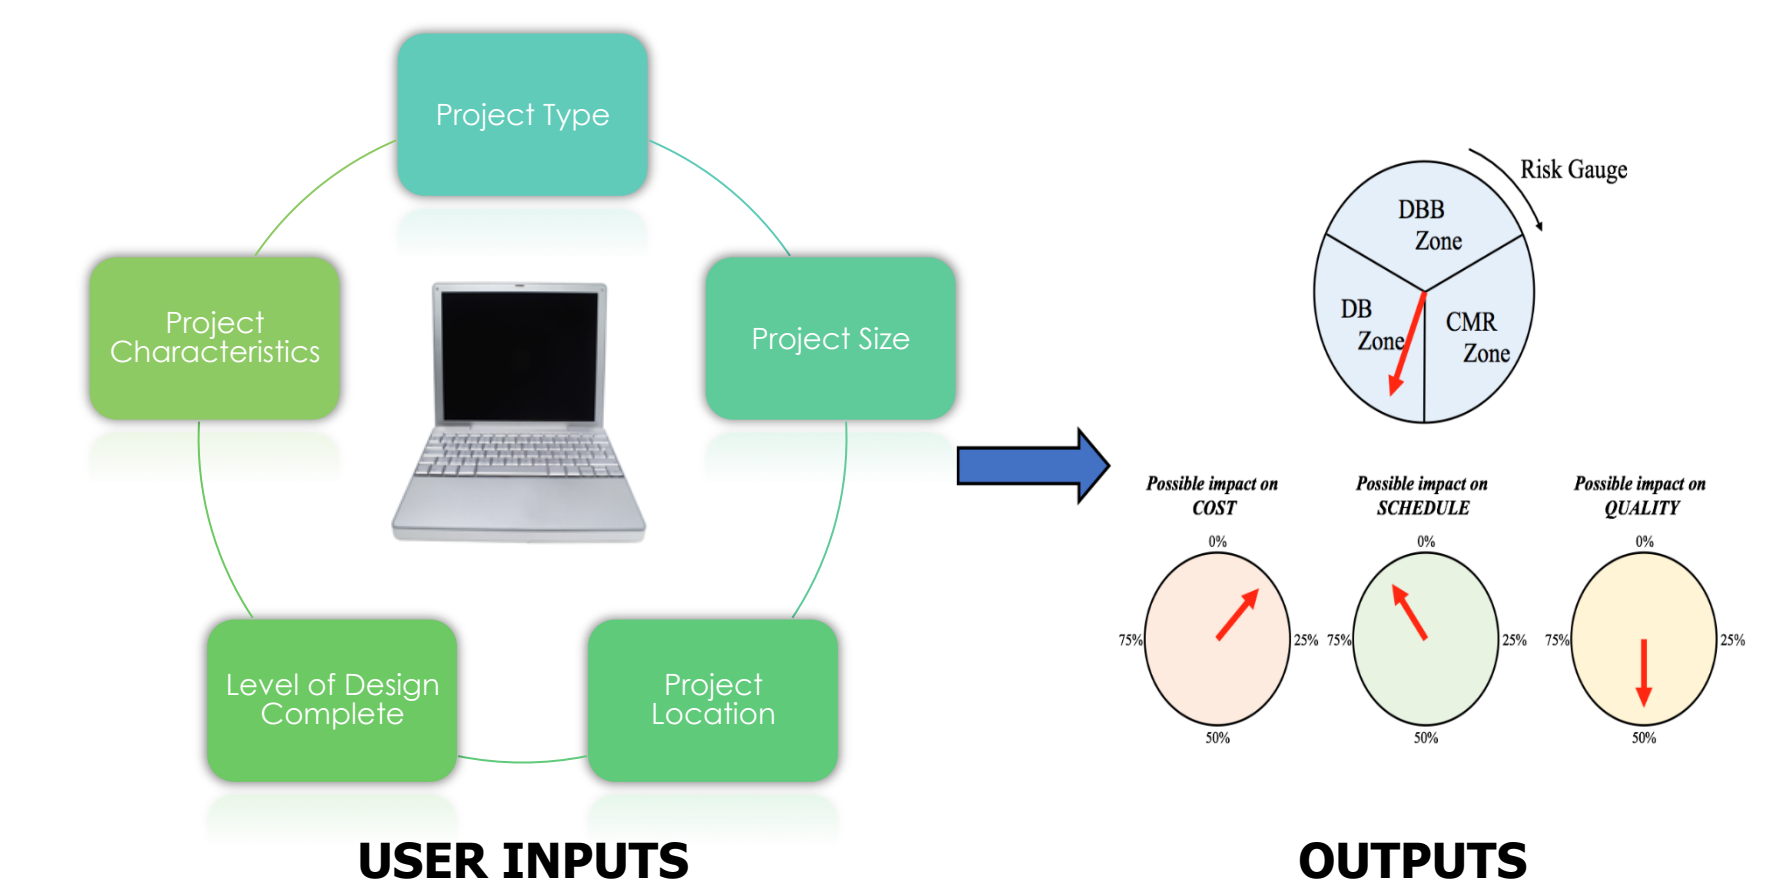 Project Type
Project
Characteristics
Project Size
Level of Design
Complete
Project
Location
USER INPUTS
Risk Gauge
DBB
Zone
DB
Zone
CMR
Zone
Possible impact on
COST
0%
75%
25%
50%
Possible impact on
SCHEDULE
0%
75%
25%
50%
Possible impact on
QUALITY
0%
75%
25%
50%
OUTPUTS